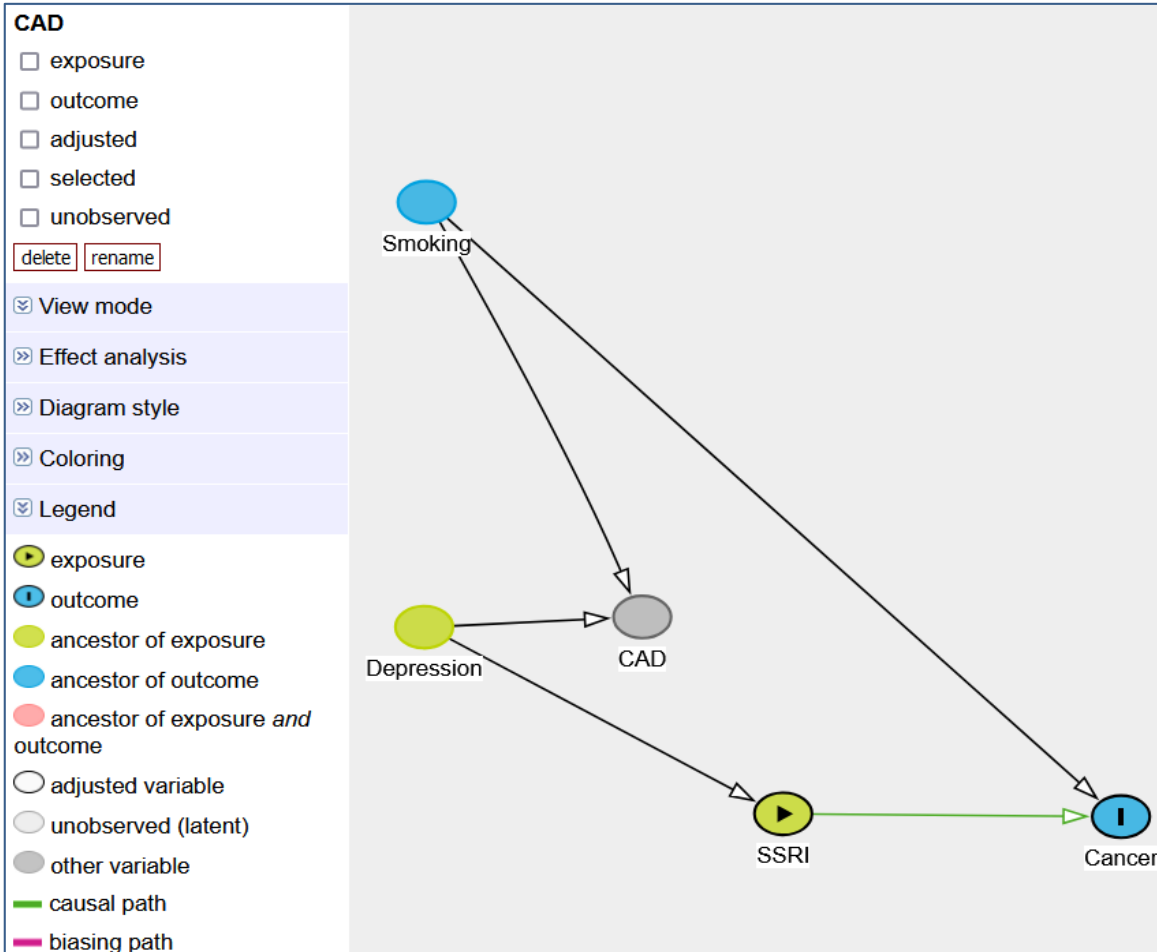 CAD
exposure
outcome
adjusted
selected
unobserved
delete rename
View mode
Effect analysis
Diagram style
Coloring
Legend
exposure
outcome
ancestor of exposure
ancestor of outcome
ancestor of exposure and
outcome
adjusted variable
unobserved (latent)
other variable
causal path
biasing path
Smoking
Depression
CAD
SSRI
Cancer